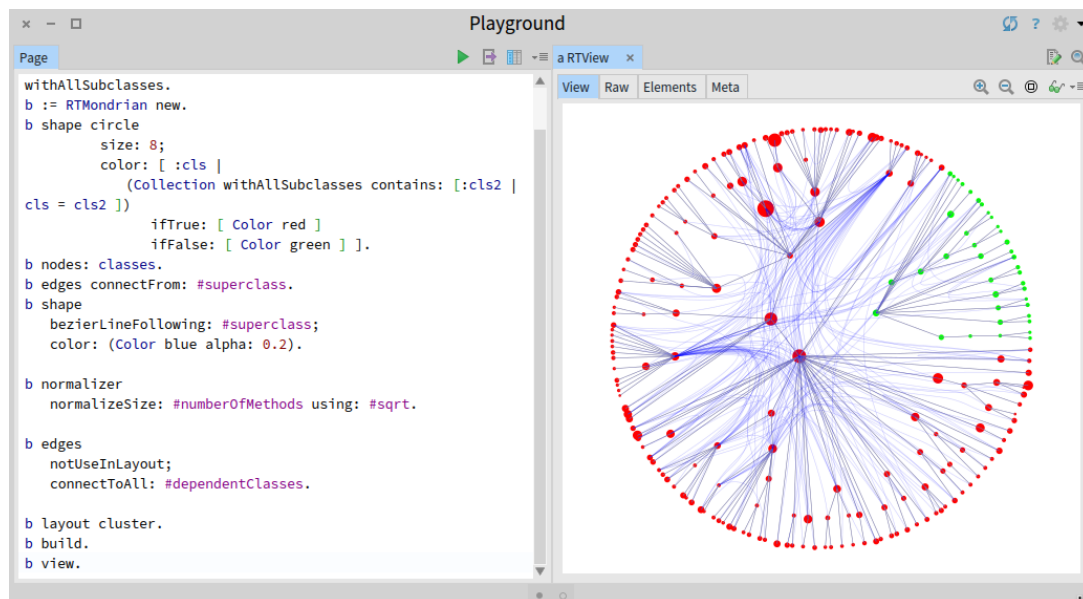 Playground
?
Page
a RTView ×
View Raw Elements Meta
withAllSubclasses.
b := RTMondrian new.
b shape circle
size: 8;
color: [ :cls |
(Collection withAllSubclasses contains: [:cls2 |
cls = cls2 ])
ifTrue: [ Color red ]
ifFalse: [ Color green ] ].
b nodes: classes.
b edges connectFrom: #superclass.
b shape
bezierLineFollowing: #superclass;
color: (Color blue alpha: 0.2).
b normalizer
normalizeSize: #numberOfMethods using: #sqrt.
b edges
notUseInLayout;
connectToAll: #dependentClasses.
b layout cluster.
b build.
b view.